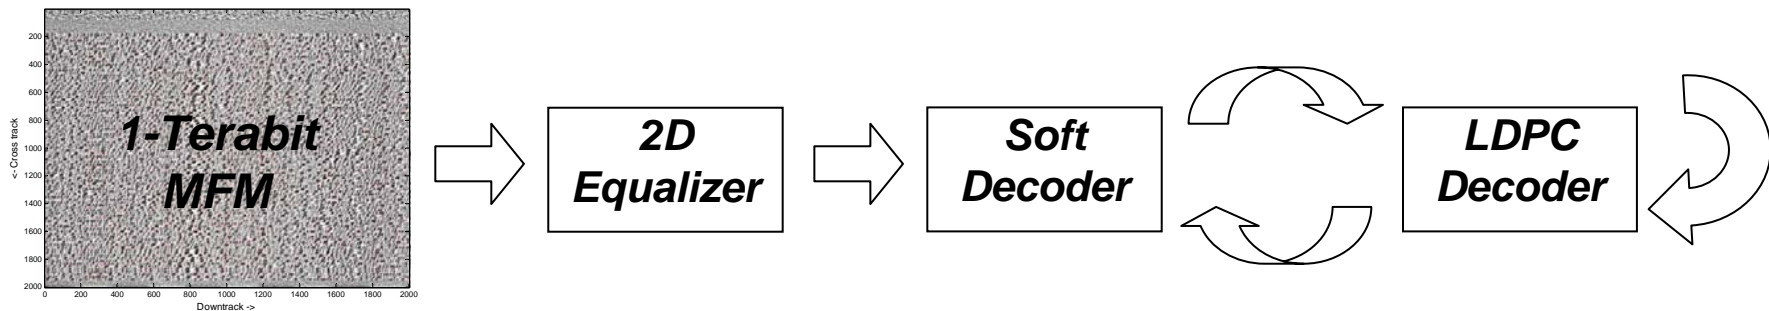 200
400
600
800
1000
1200
1400
1600
1800
2000
<- Cross track
1-Terabit
MFM
0 200 400 600 800 1000 1200 1400 1600 1800 2000
Downtrack ->
2D
Equalizer
Soft
Decoder
LDPC
Decoder